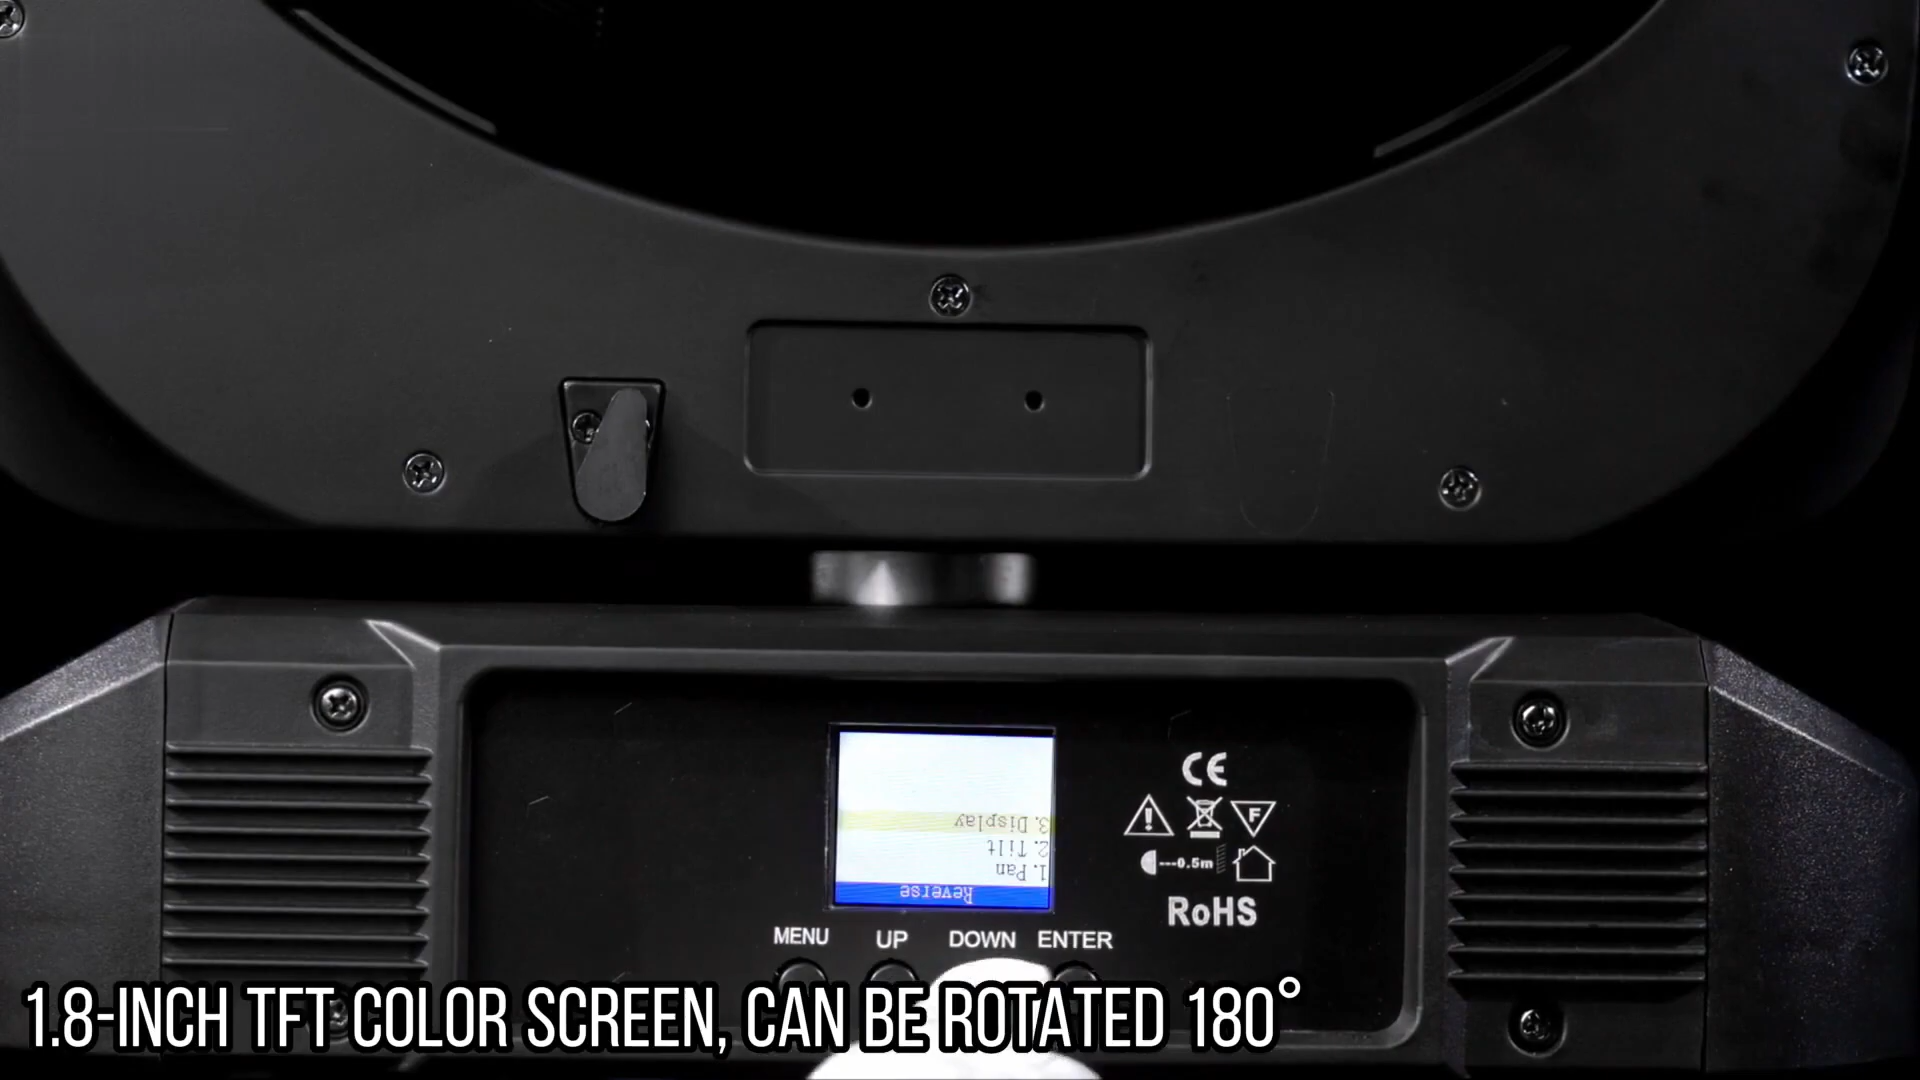 Reverse
1. Pan
2. Tilt
3. Display
CE
F
---0.5m
RoHS
MENU UP DOWN ENTER
1.8-INCH TFT COLOR SCREEN, CAN BE ROTATED 180°